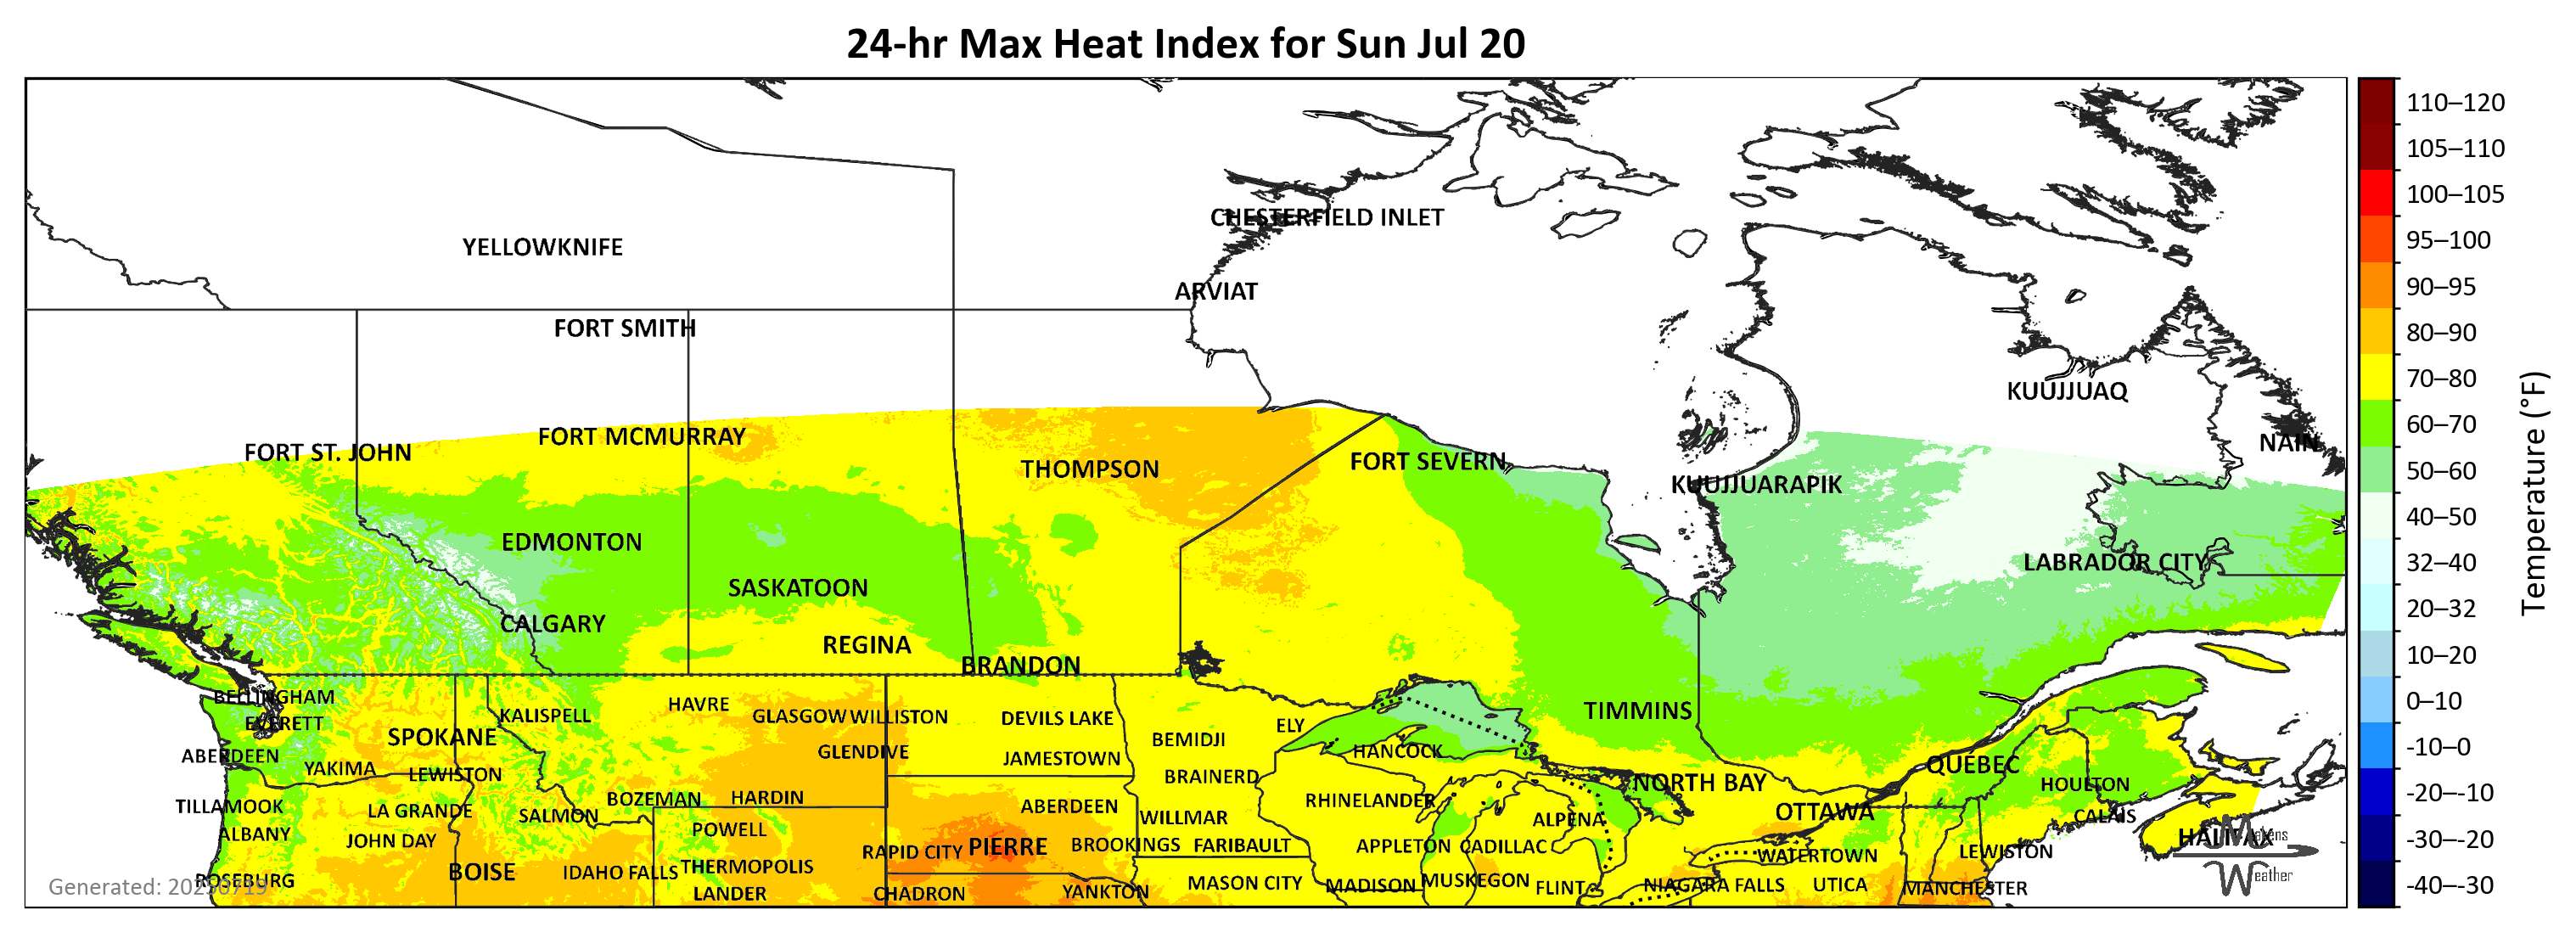 24-hr Max Heat Index for Sun Jul 20
CHESTERFIELD INLET
YELLOWKNIFE
ARVIAT
FORT SMITH
KUUJJUAQ
FORT MCMURRAY
NAIN
FORT ST. JOHN
FORT SEVERN
THOMPSON
KUUJJUARAPIK
EDMONTON
LABRADOR CITY
SASKATOON
CALGARY
REGINA
BRANDON
BELLINGHAM
HAVRE
TIMMINS
KALISPELL
GLASGOW
WILLISTON
DEVILS LAKE
EVERETT
ELY
SPOKANE
BEMIDJI
GLENDIVE
HANCOCK
ABERDEEN
JAMESTOWN
QUÉBEC
YAKIMA
LEWISTON
BRAINERD
NORTH BAY
HOULTON
BOZEMAN
HARDIN
RHINELANDER
TILLAMOOK
ABERDEEN
LA GRANDE
OTTAWA
SALMON
CALAIS
WILLMAR
ALPENA
POWELL
ALBANY
HALIFAX
Makens
JOHN DAY
PIERRE
BROOKINGS
FARIBAULT
APPLETON
CADILLAC
RAPID CITY
LEWISTON
WATERTOWN
THERMOPOLIS
BOISE
IDAHO FALLS
Weather
ROSEBURG
MUSKEGON
MASON CITY
NIAGARA FALLS
UTICA
MADISON
Generated: 20250719
FLINT
MANCHESTER
YANKTON
LANDER
CHADRON
110–120
105–110
100–105
95–100
90–95
80–90
70–80
60–70
50–60
40–50
32–40
20–32
10–20
0–10
-10–0
-20–-10
-30–-20
-40–-30
Temperature (°F)